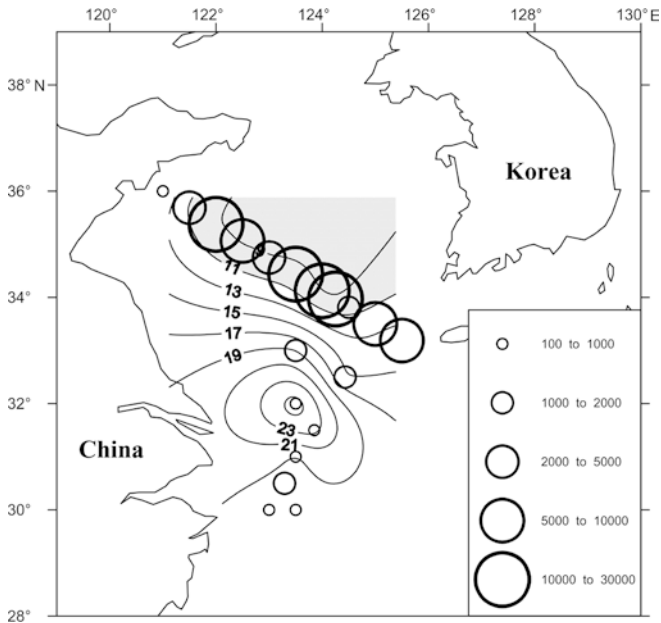 120° 122° 124° 126° 128° 130° E
38° N
36°
34°
32°
30°
28°
Korea
China
9
11
13
15
17
19
23
21
100 to 1000
1000 to 2000
2000 to 5000
5000 to 10000
10000 to 30000